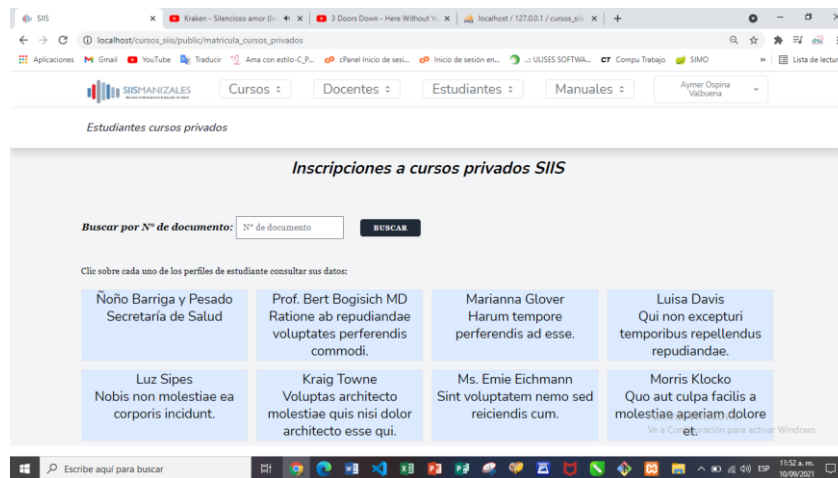 SIIS
Kraken - Silencioso amor (li
3 Doors Down - Here Without Yo
localhost / 127.0.0.1 / cursos_siis
localhost/cursos_siis/public/matricula_cursos_privados
Aplicaciones Gmail YouTube Traducir Ama con estilo-C_P... cPanel Inicio de sesi... cPanel Inicio de sesión en... ..:: ULISES SOFTWA... Compu Trabajo SIMO » Lista de lectur
SIISMANIZALES Cursos Docentes Estudiantes Manuales Aymer Ospina
Valbuena
Estudiantes cursos privados
Inscripciones a cursos privados SIIS
Buscar por N° de documento: N° de documento BUSCAR
Clic sobre cada uno de los perfiles de estudiante consultar sus datos:
Ñoño Barriga y Pesado
Secretaría de Salud
Prof. Bert Bogisich MD
Ratione ab repudiandae
voluptates perferendis
commodi.
Marianna Glover
Harum tempore
perferendis ad esse.
Luisa Davis
Qui non excepturi
temporibus repellendus
repudiandae.
Luz Sipes
Nobis non molestiae ea
corporis incidunt.
Kraig Towne
Voluptas architecto
molestiae quis nisi dolor
architecto esse qui.
Ms. Emie Eichmann
Sint voluptatem nemo sed
reiciendis cum.
Morris Klocko
Quo aut culpa facilis a
molestiae aperiam dolore
et.
Ve a Configuración para activar Windows.
Escribe aquí para buscar
ESP
11:52 a. m.
10/09/2021